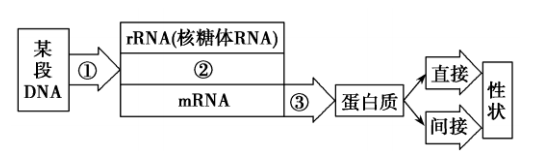 某
段
DNA
①
rRNA(核糖体RNA)
②
mRNA
③
蛋白质
直接
间接
性
状